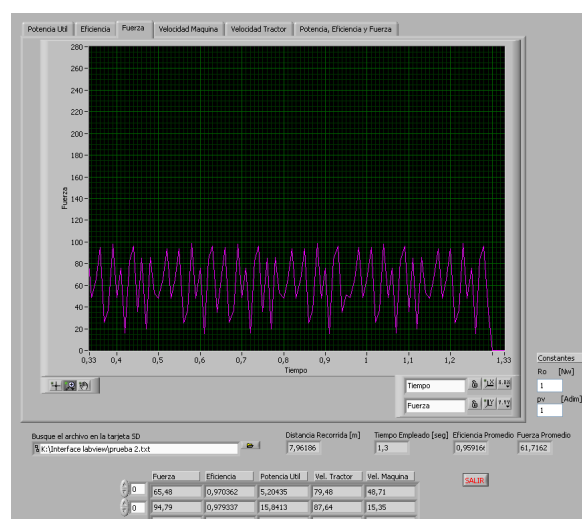 Potencia Util Eficiencia Fuerza Velocidad Maquina Velocidad Tractor Potencia, Eficiencia y Fuerza
280
260
240
220
200
180
160
140
120
100
80
60
40
20
0
Fuerza
0,33 0,4 0,5 0,6 0,7 0,8 0,9 1 1,1 1,2 1,33
Tiempo
Tiempo
Fuerza
Constantes
Ro [Nw]
1
pv [Adim]
1
Busque el archivo en la tarjeta SD
K:\Interface labview\prueba 2.txt
Distancia Recorrida [m] Tiempo Empleado [seg] Eficiencia Promedio Fuerza Promedio
7,96186 1,3 0,95916 61,7162
Fuerza Eficiencia Potencia Util Vel. Tractor Vel. Maquina
0 65,48 0,970362 5,20435 79,48 48,71
0 94,79 0,979337 15,8413 87,64 15,35
SALIR